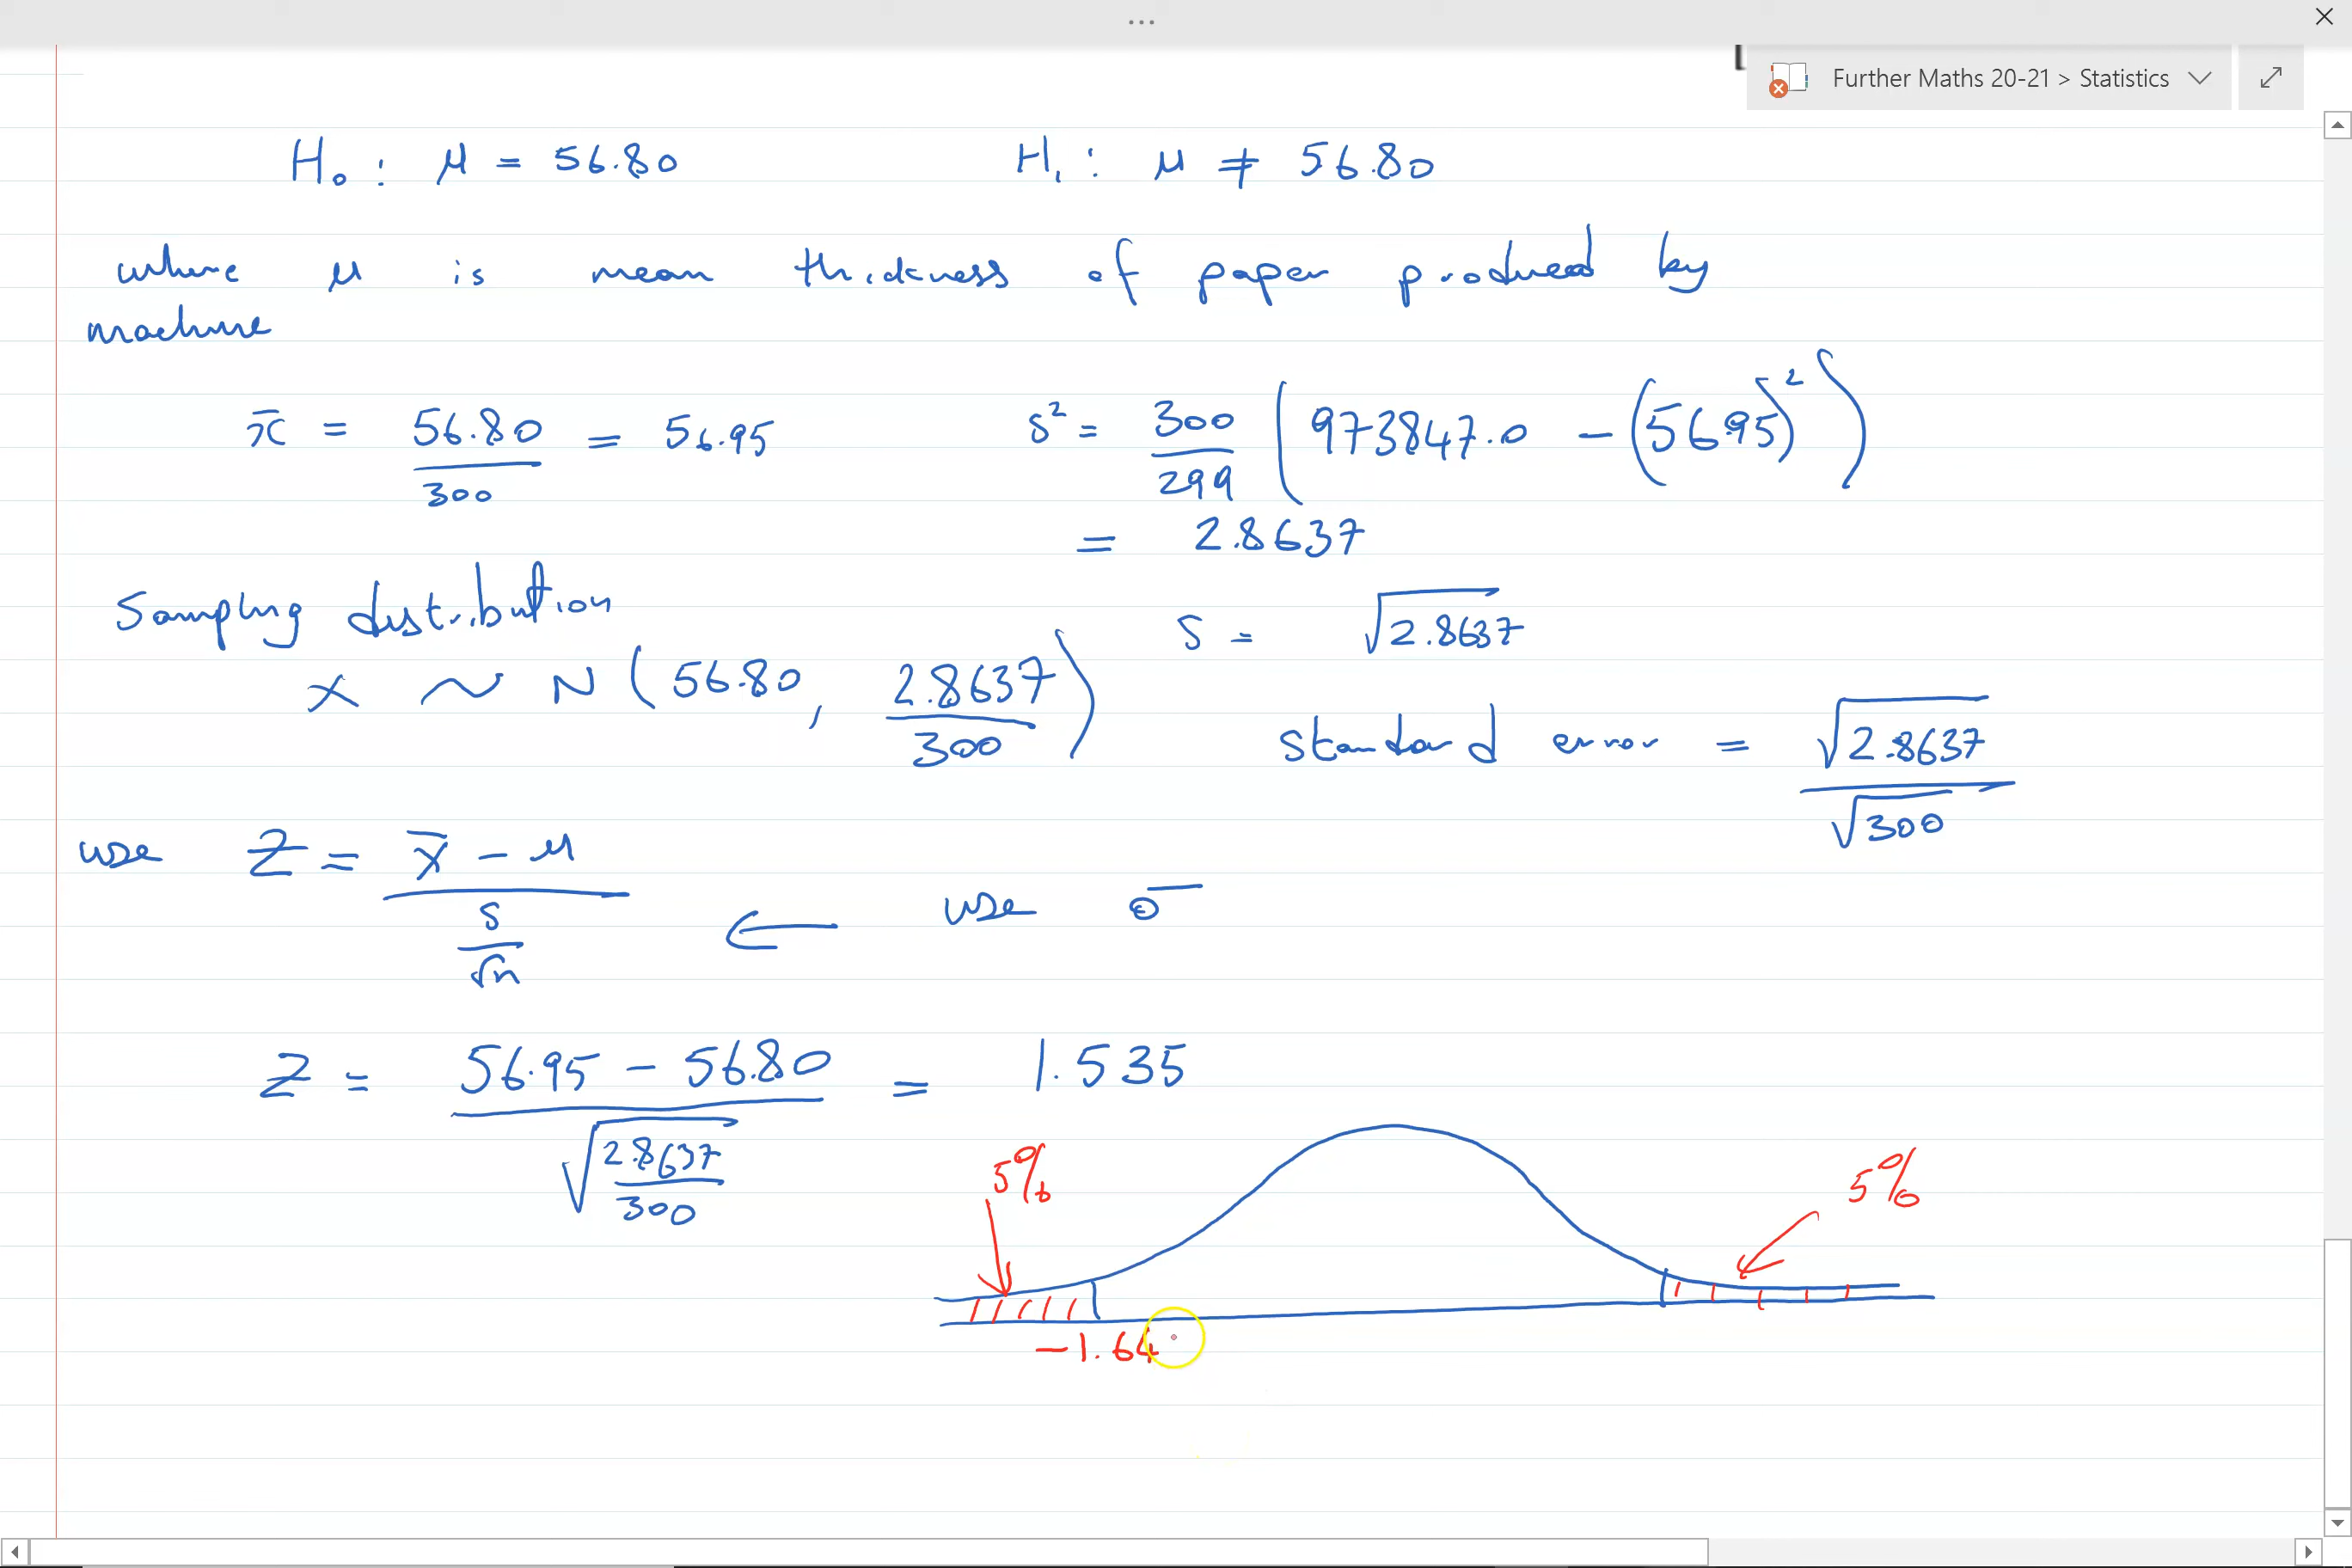 Further Maths 20-21 > Statistics
H₀ : μ = 56.80 H₁ : μ ≠ 56.80
where μ is mean thickness of paper produced by
machine
x̄ = 56.80/300 = 56.95 s² = 300/299 (973847.0 − (56.95)²)
= 2.8637
Sampling distribution s = √2.8637
x ~ N(56.80, 2.8637/300) standard error = √2.8637/√300
use Z = (x̄ − μ)/(s/√n) ← use σ
Z = (56.95 − 56.80)/√(2.8637/300) = 1.535
5% 5%
−1.64